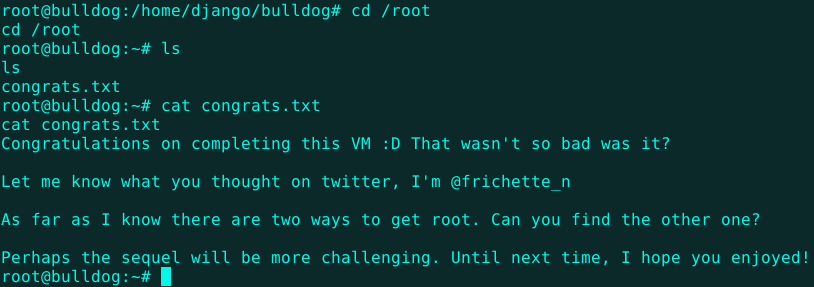 root@bulldog:/home/django/bulldog# cd /root
cd /root
root@bulldog:~# ls
ls
congrats.txt
root@bulldog:~# cat congrats.txt
cat congrats.txt
Congratulations on completing this VM :D That wasn't so bad was it?
Let me know what you thought on twitter, I'm @frichette_n
As far as I know there are two ways to get root. Can you find the other one?
Perhaps the sequel will be more challenging. Until next time, I hope you enjoyed!
root@bulldog:~#